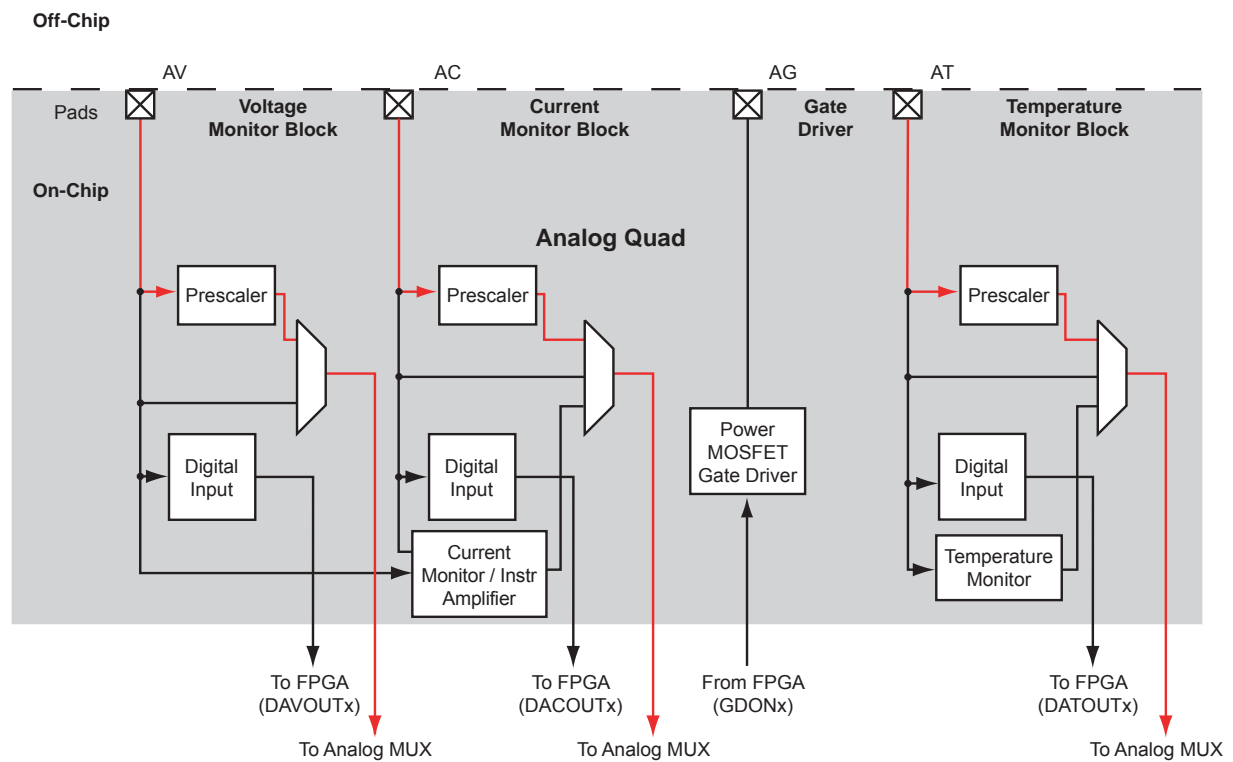 Off-Chip
AV
AC
AG
AT
Pads
Voltage
Monitor Block
Current
Monitor Block
Gate
Driver
Temperature
Monitor Block
On-Chip
Analog Quad
Prescaler
Prescaler
Prescaler
Power
MOSFET
Gate Driver
Digital
Input
Digital
Input
Digital
Input
Current
Monitor / Instr
Amplifier
Temperature
Monitor
To FPGA
(DAVOUTx)
To FPGA
(DACOUTx)
From FPGA
(GDONx)
To FPGA
(DATOUTx)
To Analog MUX
To Analog MUX
To Analog MUX